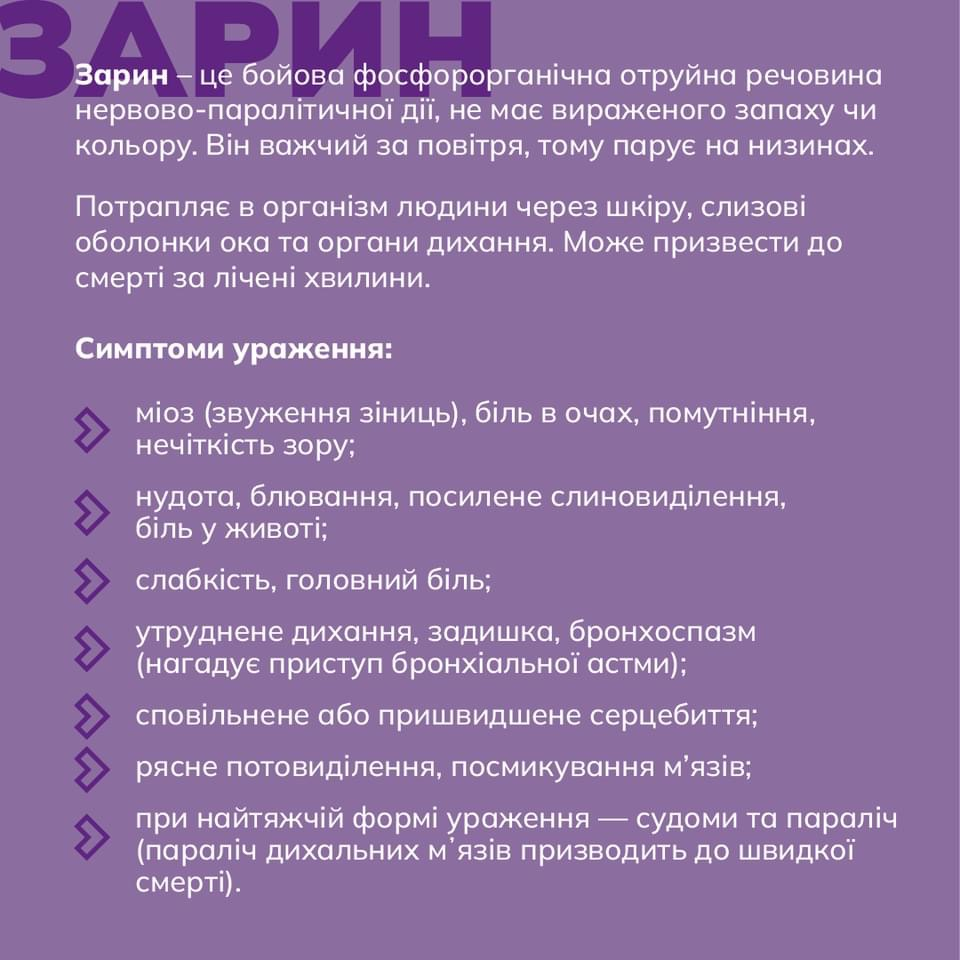 ЗАРИН
Зарин – це бойова фосфорорганічна отруйна речовина
нервово-паралітичної дії, не має вираженого запаху чи
кольору. Він важчий за повітря, тому парує на низинах.
Потрапляє в організм людини через шкіру, слизові
оболонки ока та органи дихання. Може призвести до
смерті за лічені хвилини.
Симптоми ураження:
міоз (звуження зіниць), біль в очах, помутніння,
нечіткість зору;
нудота, блювання, посилене слиновиділення,
біль у животі;
слабкість, головний біль;
утруднене дихання, задишка, бронхоспазм
(нагадує приступ бронхіальної астми);
сповільнене або пришвидшене серцебиття;
рясне потовиділення, посмикування м’язів;
при найтяжчій формі ураження — судоми та параліч
(параліч дихальних м᾽язів призводить до швидкої
смерті).